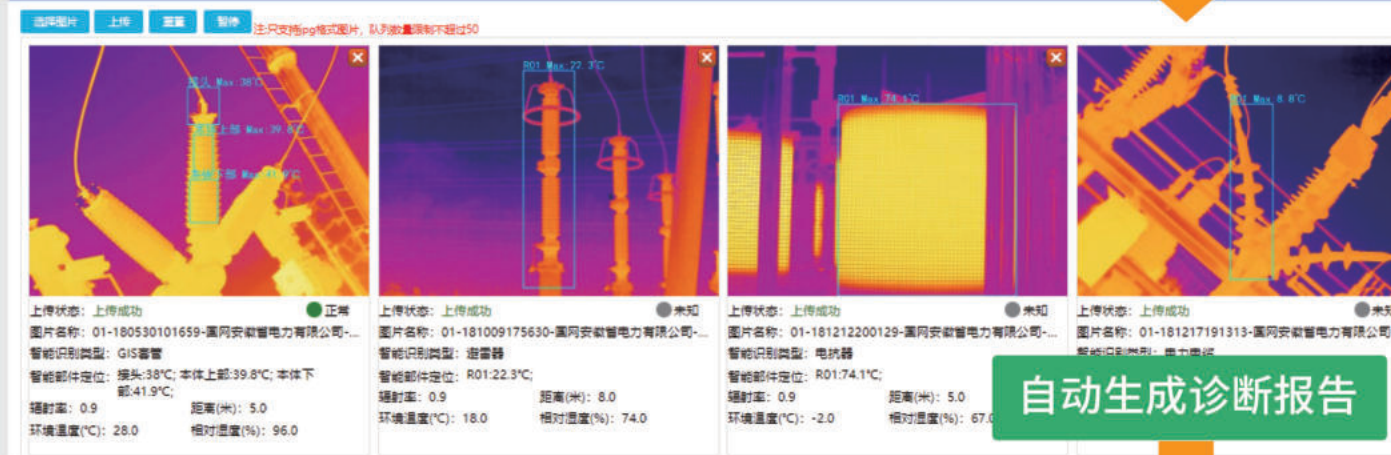 选择图片 上传 重置 暂停 注:只支持jpg格式图片，队列数量限制不超过50
接头 Max:38℃
本体上部 Max:39.8℃
本体下部 Max:41.9℃
R01 Max:22.3℃
R01 Max:74.1℃
R01 Max:8.8℃
上传状态：上传成功 正常
图片名称：01-180530101659-国网安徽省电力有限公司-...
智能识别类型：GIS套管
智能部件定位：接头:38℃; 本体上部:39.8℃; 本体下
部:41.9℃;
辐射率：0.9 距离(米)：5.0
环境温度(℃)：28.0 相对湿度(%)：96.0
上传状态：上传成功 未知
图片名称：01-181009175630-国网安徽省电力有限公司-...
智能识别类型：避雷器
智能部件定位：R01:22.3℃;
辐射率：0.9 距离(米)：8.0
环境温度(℃)：18.0 相对湿度(%)：74.0
上传状态：上传成功 未知
图片名称：01-181212200129-国网安徽省电力有限公司-...
智能识别类型：电抗器
智能部件定位：R01:74.1℃;
辐射率：0.9 距离(米)：5.0
环境温度(℃)：-2.0 相对湿度(%)：67.0
上传状态：上传成功 未知
图片名称：01-181217191313-国网安徽省电力有限公司
自动生成诊断报告